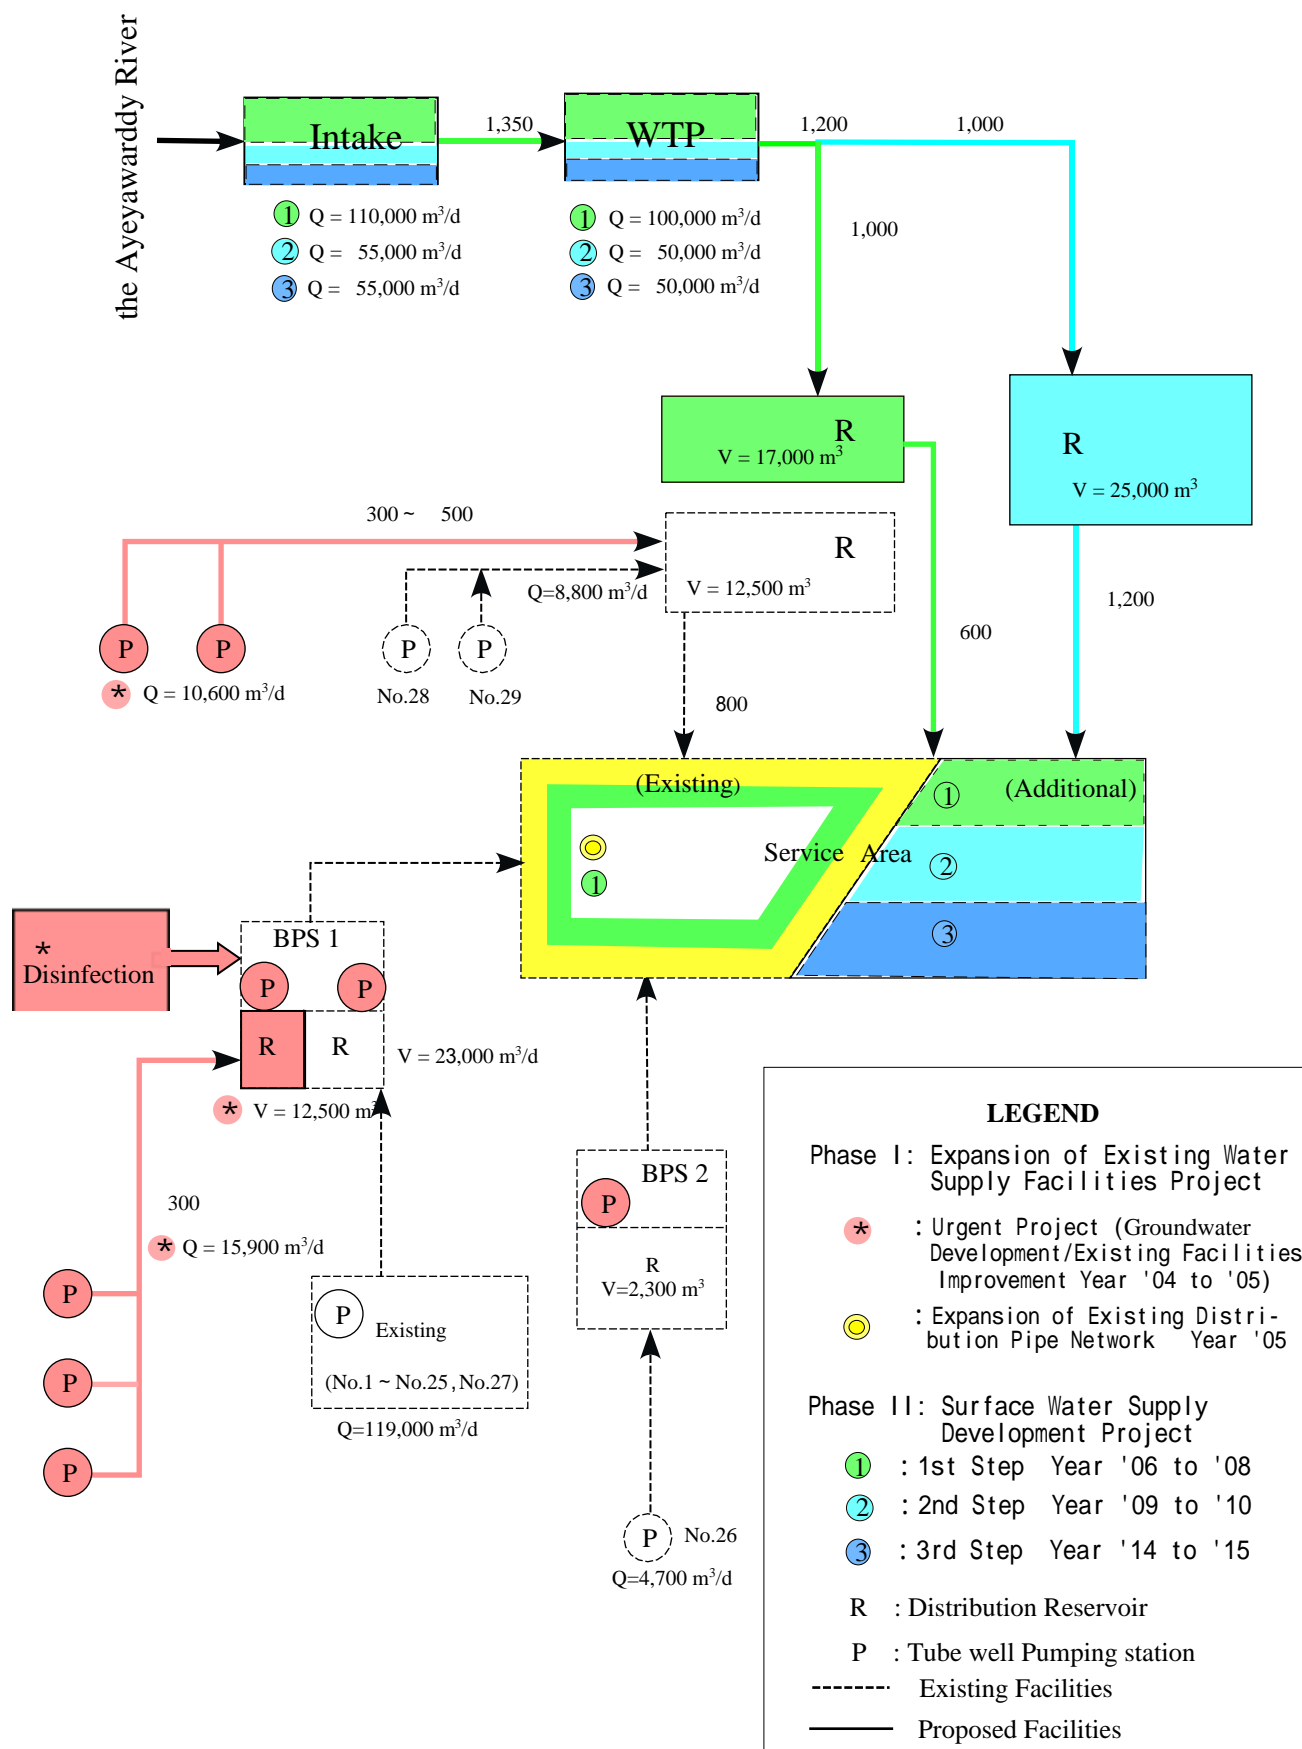 the Ayeyawarddy River
Intake
1,350
WTP
1,200
1,000
1 Q = 110,000 m³/d
2 Q = 55,000 m³/d
3 Q = 55,000 m³/d
1 Q = 100,000 m³/d
2 Q = 50,000 m³/d
3 Q = 50,000 m³/d
1,000
R
V = 17,000 m³
R
V = 25,000 m³
300 ~ 500
R
V = 12,500 m³
Q=8,800 m³/d
1,200
600
P
P
P
P
* Q = 10,600 m³/d
No.28
No.29
800
(Existing)
1
(Additional)
Service Area
2
1
3
* Disinfection
BPS 1
P
P
R
R
V = 23,000 m³/d
* V = 12,500 m³
300
* Q = 15,900 m³/d
P
P
P
P
Existing
(No.1 ~ No.25 , No.27)
Q=119,000 m³/d
BPS 2
P
R
V=2,300 m³
P
No.26
Q=4,700 m³/d
LEGEND
Phase I: Expansion of Existing Water
Supply Facilities Project
* : Urgent Project (Groundwater
Development/Existing Facilities
Improvement Year '04 to '05)
: Expansion of Existing Distri-
bution Pipe Network Year '05
Phase II: Surface Water Supply
Development Project
1 : 1st Step Year '06 to '08
2 : 2nd Step Year '09 to '10
3 : 3rd Step Year '14 to '15
R : Distribution Reservoir
P : Tube well Pumping station
Existing Facilities
Proposed Facilities